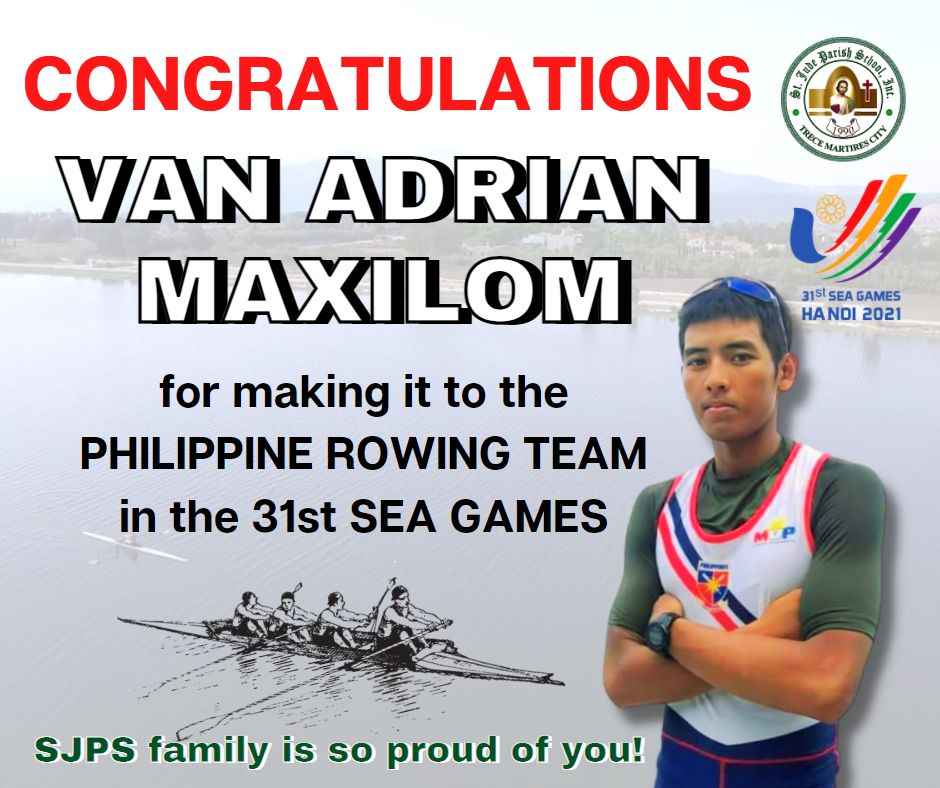 CONGRATULATIONS
St. Jude Parish School, Inc.
1990
TRECE MARTIRES CITY
VAN ADRIAN
MAXILOM
31st SEA GAMES
HANOI 2021
for making it to the
PHILIPPINE ROWING TEAM
in the 31st SEA GAMES
MVP
PHILIPPINES
SJPS family is so proud of you!